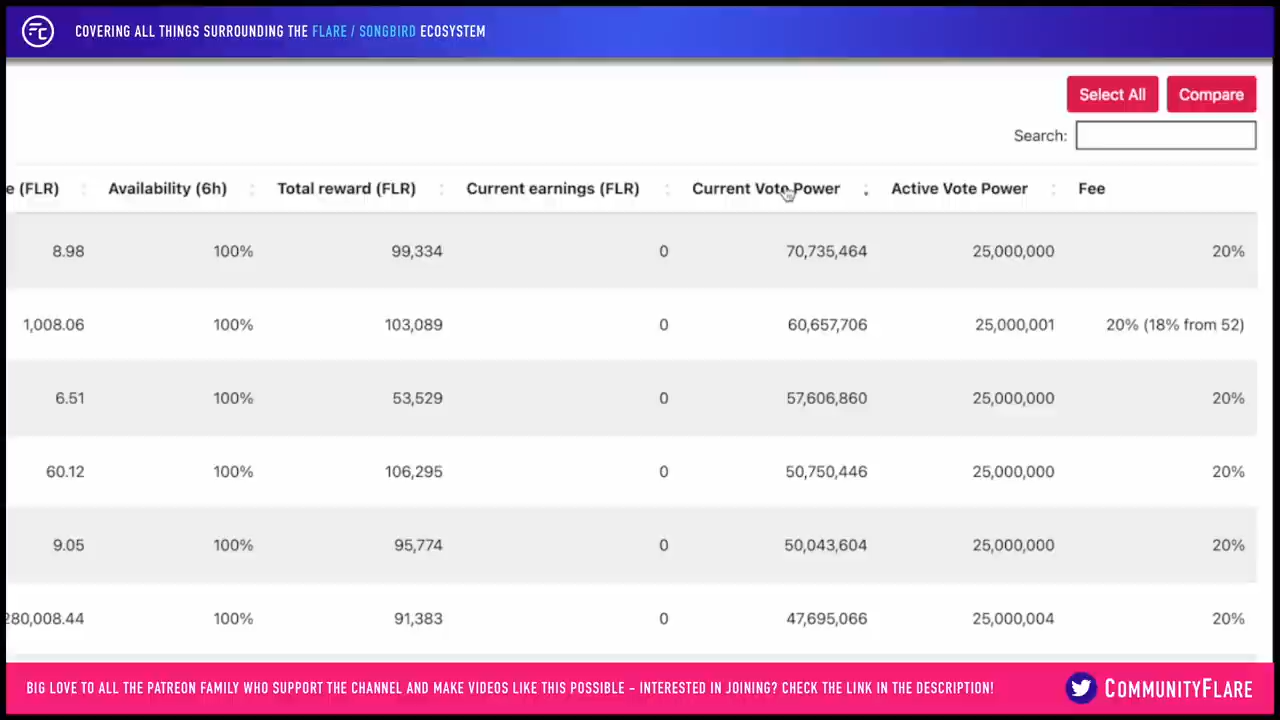 FC
COVERING ALL THINGS SURROUNDING THE FLARE / SONGBIRD ECOSYSTEM
Select All Compare
Search:
e (FLR) Availability (6h) Total reward (FLR) Current earnings (FLR) Current Vote Power Active Vote Power Fee
8.98 100% 99,334 0 70,735,464 25,000,000 20%
1,008.06 100% 103,089 0 60,657,706 25,000,001 20% (18% from 52)
6.51 100% 53,529 0 57,606,860 25,000,000 20%
60.12 100% 106,295 0 50,750,446 25,000,000 20%
9.05 100% 95,774 0 50,043,604 25,000,000 20%
280,008.44 100% 91,383 0 47,695,066 25,000,004 20%
BIG LOVE TO ALL THE PATREON FAMILY WHO SUPPORT THE CHANNEL AND MAKE VIDEOS LIKE THIS POSSIBLE - INTERESTED IN JOINING? CHECK THE LINK IN THE DESCRIPTION! COMMUNITYFLARE